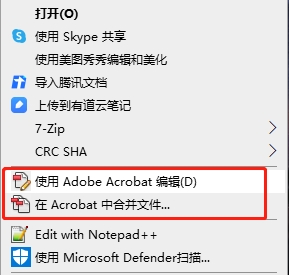 打开(O)
使用 Skype 共享
使用美图秀秀编辑和美化
导入腾讯文档
上传到有道云笔记
7-Zip
CRC SHA
使用 Adobe Acrobat 编辑(D)
在 Acrobat 中合并文件...
Edit with Notepad++
使用 Microsoft Defender扫描...